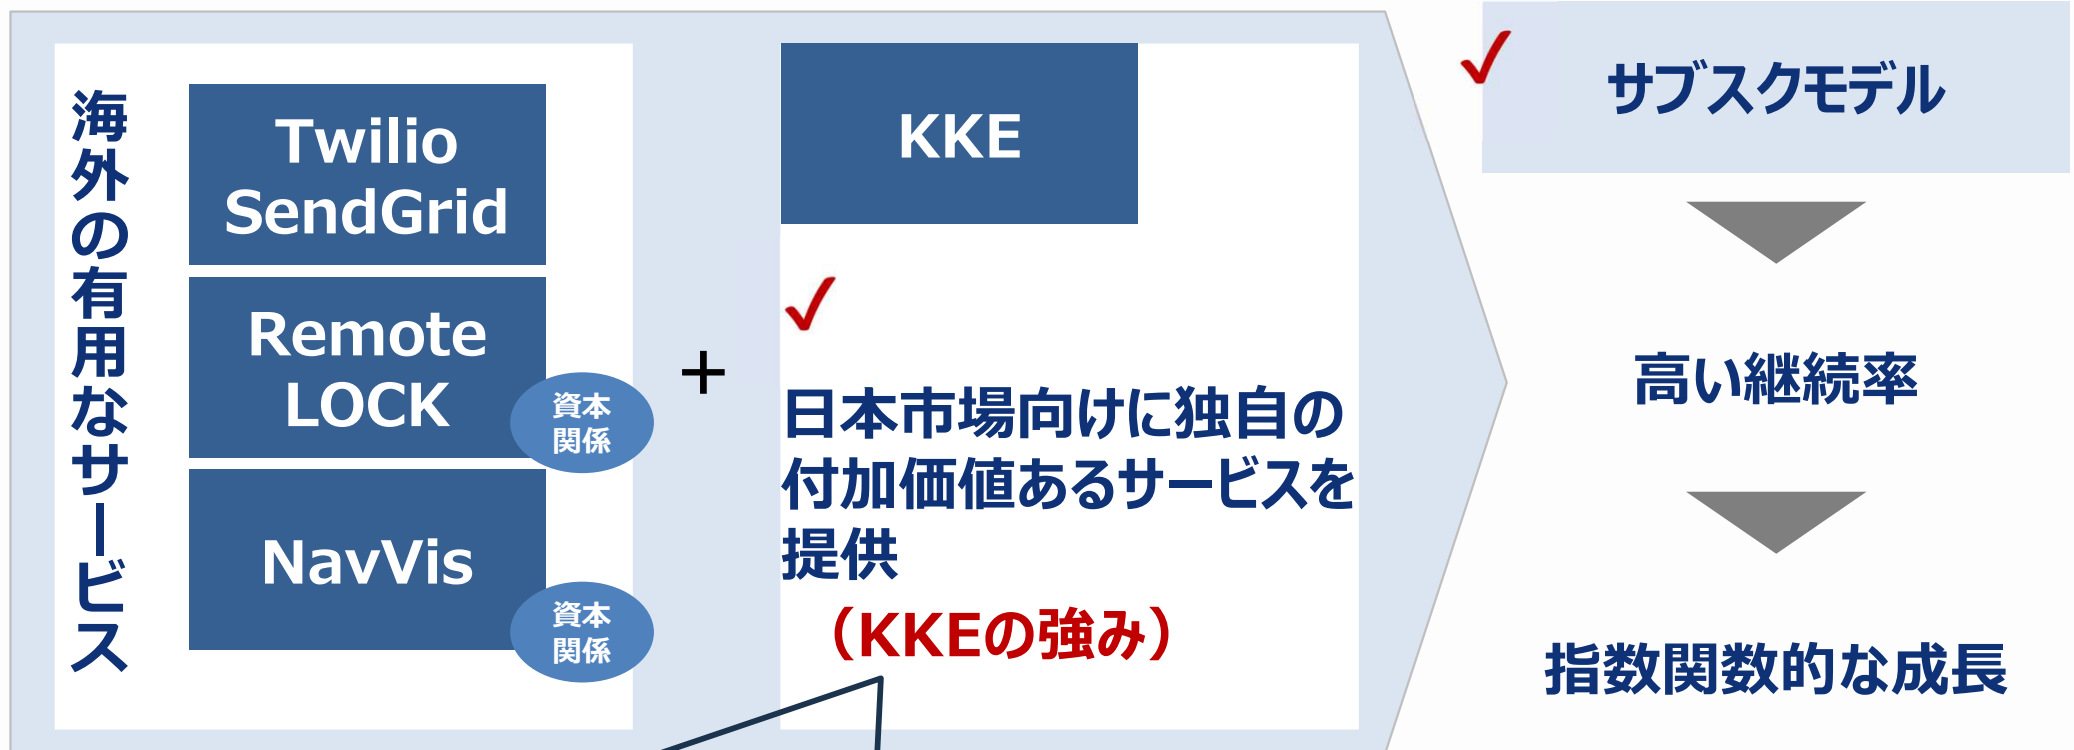 海外の有用なサービス
Twilio
SendGrid
Remote
LOCK
資本
関係
NavVis
資本
関係
+
KKE
日本市場向けに独自の
付加価値あるサービスを
提供
（KKEの強み）
サブスクモデル
高い継続率
指数関数的な成長